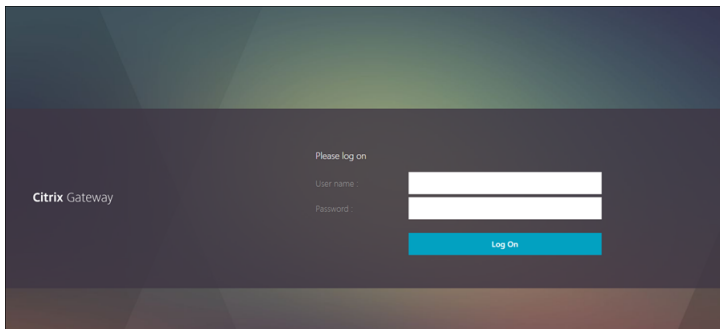 Please log on
User name :
Citrix Gateway
Password :
Log On